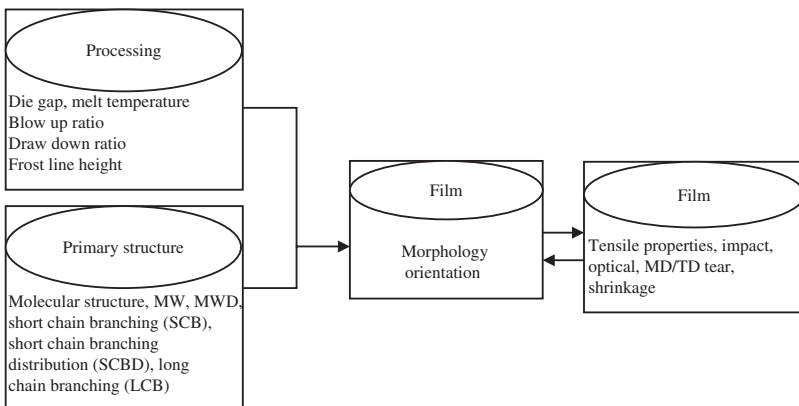 Processing
Die gap, melt temperature
Blow up ratio
Draw down ratio
Frost line height
Primary structure
Molecular structure, MW, MWD,
short chain branching (SCB),
short chain branching
distribution (SCBD), long
chain branching (LCB)
Film
Morphology
orientation
Film
Tensile properties, impact,
optical, MD/TD tear,
shrinkage